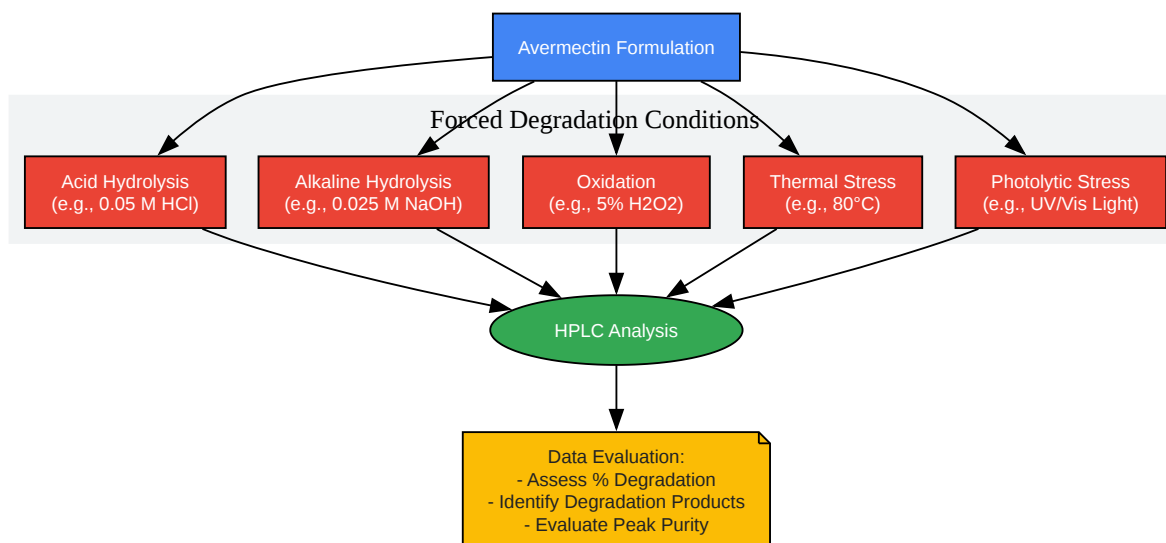 Avermectin Formulation
Forced Degradation Conditions
Acid Hydrolysis
(e.g., 0.05 M HCl)
Alkaline Hydrolysis
(e.g., 0.025 M NaOH)
Oxidation
(e.g., 5% H2O2)
Thermal Stress
(e.g., 80°C)
Photolytic Stress
(e.g., UV/Vis Light)
HPLC Analysis
Data Evaluation:
- Assess % Degradation
- Identify Degradation Products
- Evaluate Peak Purity